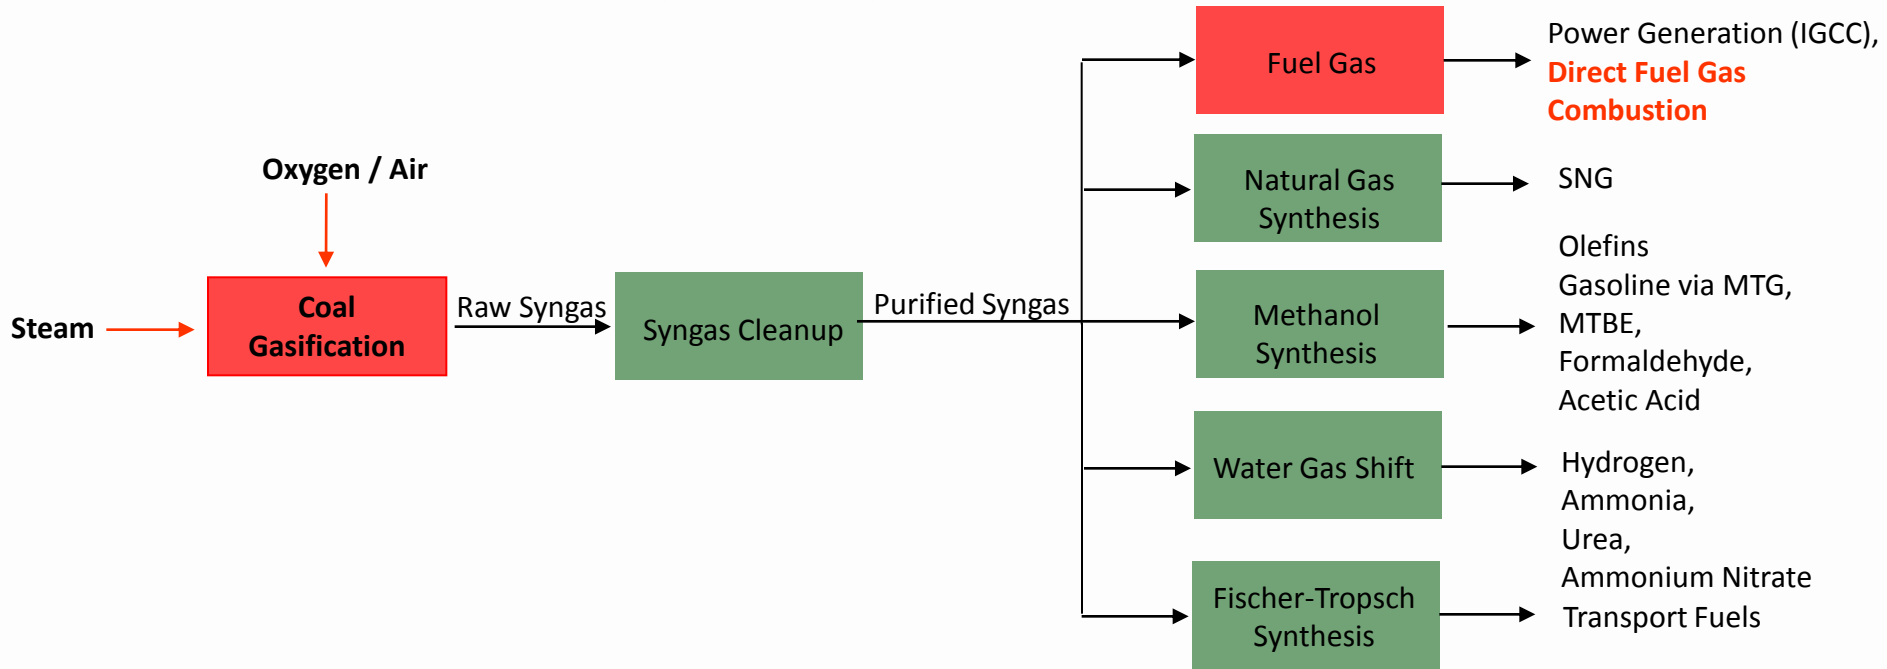 Oxygen / Air
Steam
Coal
Gasification
Raw Syngas
Syngas Cleanup
Purified Syngas
Fuel Gas
Power Generation (IGCC),
Direct Fuel Gas
Combustion
Natural Gas
Synthesis
SNG
Methanol
Synthesis
Olefins
Gasoline via MTG,
MTBE,
Formaldehyde,
Acetic Acid
Water Gas Shift
Hydrogen,
Ammonia,
Urea,
Ammonium Nitrate
Fischer-Tropsch
Synthesis
Transport Fuels